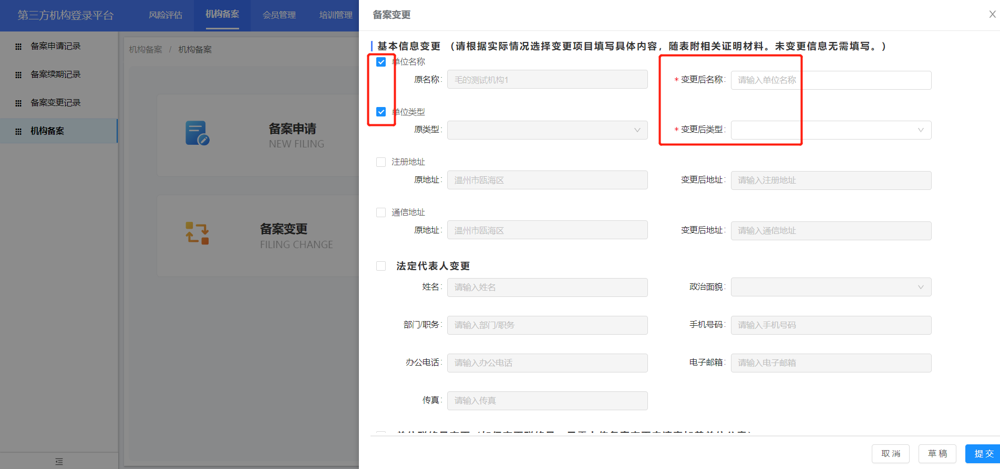 第三方机构登录平台
风险评估
机构备案
会员管理
培训管理
备案申请记录
备案续期记录
备案变更记录
机构备案
机构备案 / 机构备案
备案申请
NEW FILING
备案变更
FILING CHANGE
备案变更
基本信息变更 （请根据实际情况选择变更项目填写具体内容，随表附相关证明材料。未变更信息无需填写。）
单位名称
原名称: 毛的测试机构1 * 变更后名称: 请输入单位名称
单位类型
原类型: * 变更后类型:
注册地址
原地址: 温州市瓯海区 变更后地址: 请输入注册地址
通信地址
原地址: 温州市瓯海区 变更后地址: 请输入通信地址
法定代表人变更
姓名: 请输入姓名 政治面貌:
部门/职务: 请输入部门/职务 手机号码: 请输入手机号码
办公电话: 请输入办公电话 电子邮箱: 请输入电子邮箱
传真: 请输入传真
取消 草稿 提交